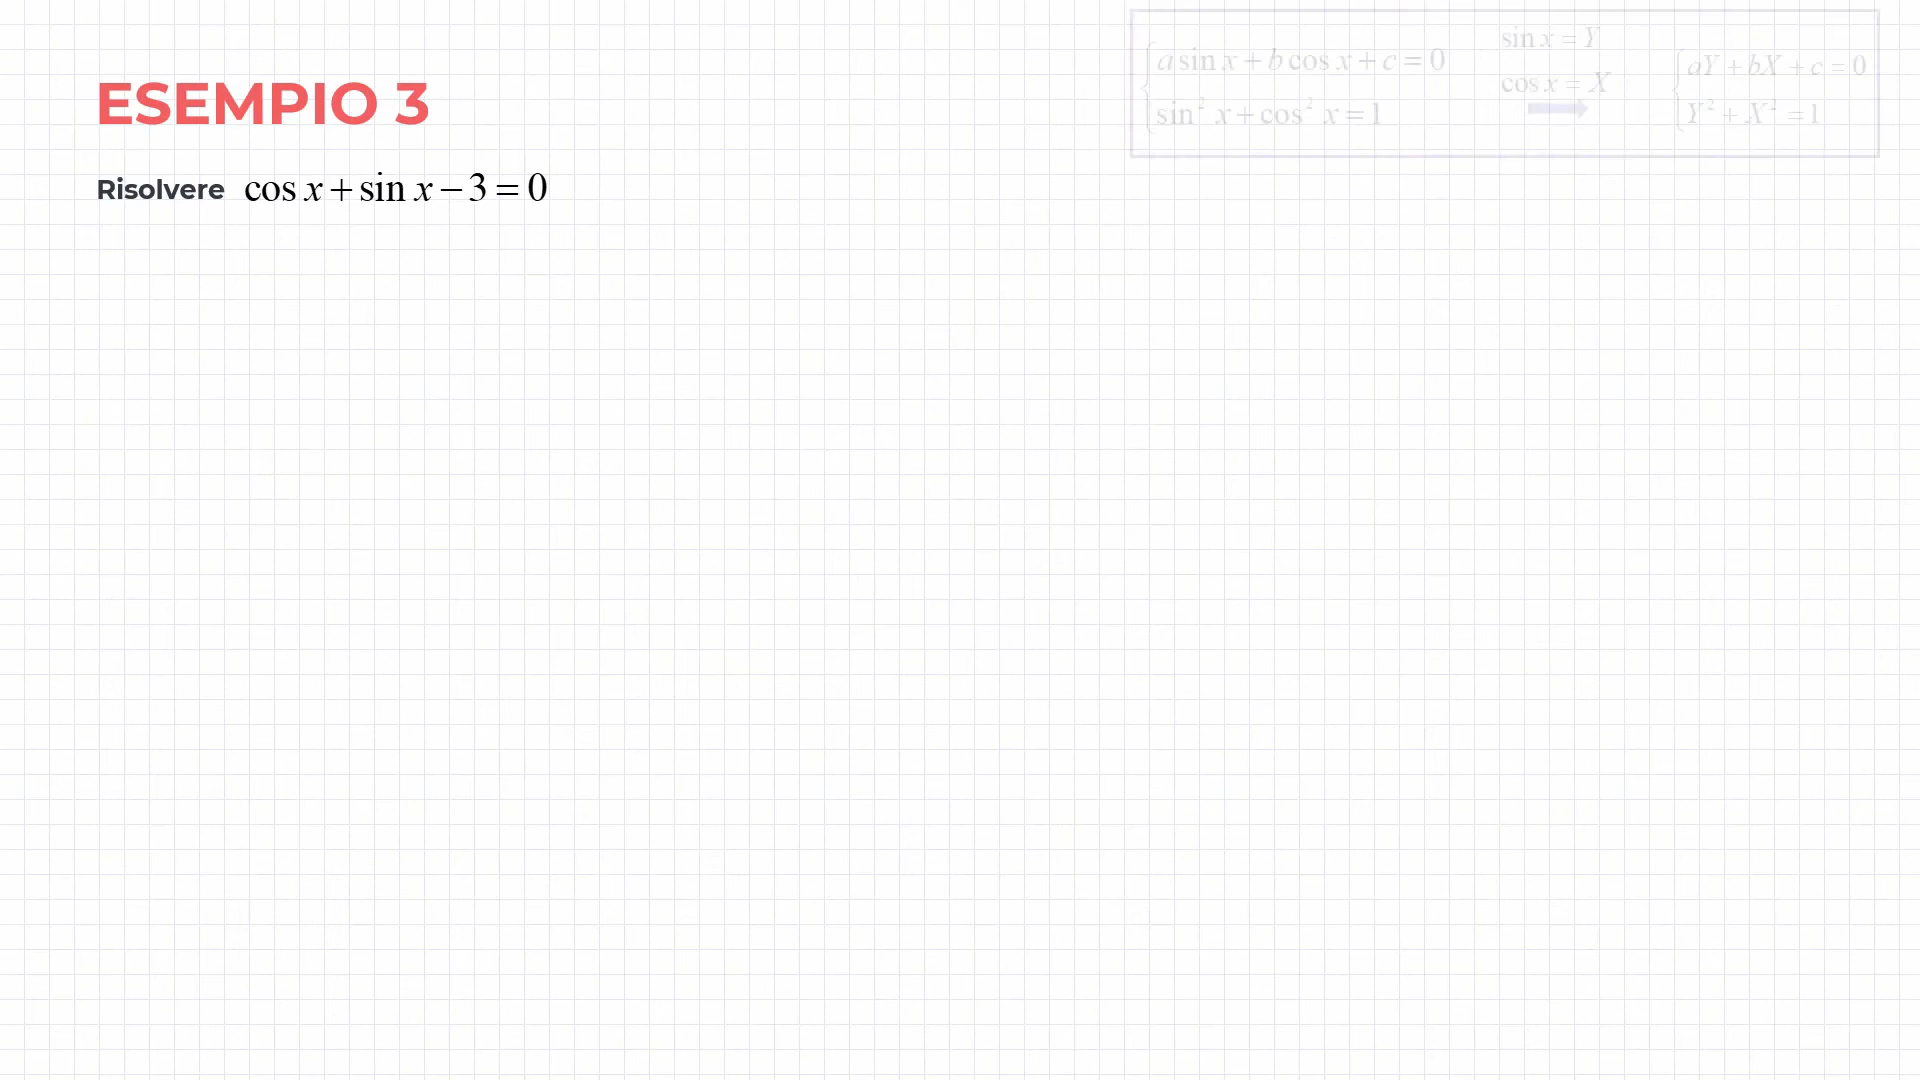 ESEMPIO 3
Risolvere cos x + sin x − 3 = 0
a sin x + b cos x + c = 0
sin² x + cos² x = 1
sin x = Y
cos x = X
aY + bX + c = 0
Y² + X² = 1